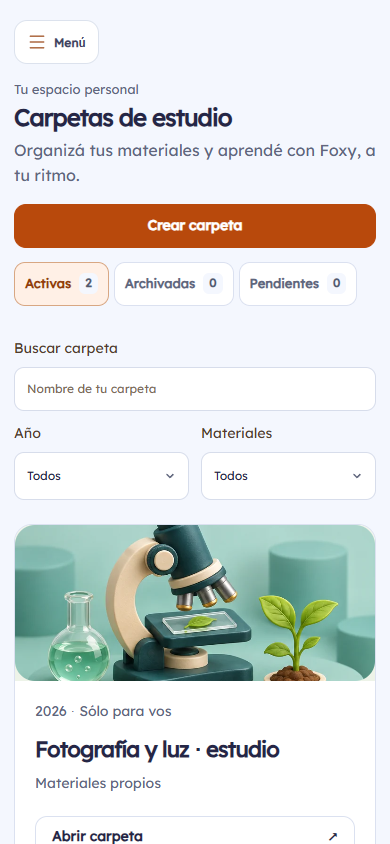 Menú
Tu espacio personal
Carpetas de estudio
Organizá tus materiales y aprendé con Foxy, a
tu ritmo.
Crear carpeta
Activas 2 Archivadas 0 Pendientes 0
Buscar carpeta
Nombre de tu carpeta
Año Materiales
Todos Todos
2026 · Sólo para vos
Fotografía y luz · estudio
Materiales propios
Abrir carpeta ↗